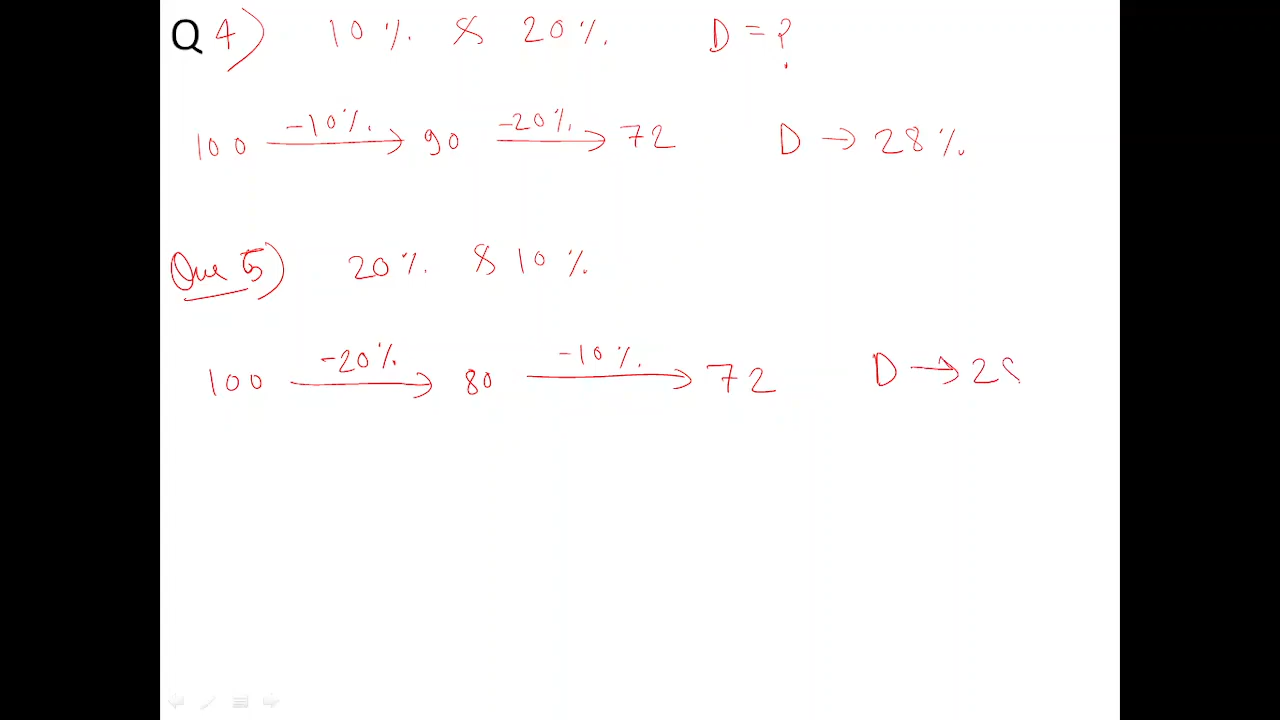 Q 4) 10% & 20% D = ?
100 -10% → 90 -20% → 72 D → 28%
Que 5) 20% & 10%
100 -20% → 80 -10% → 72 D → 2